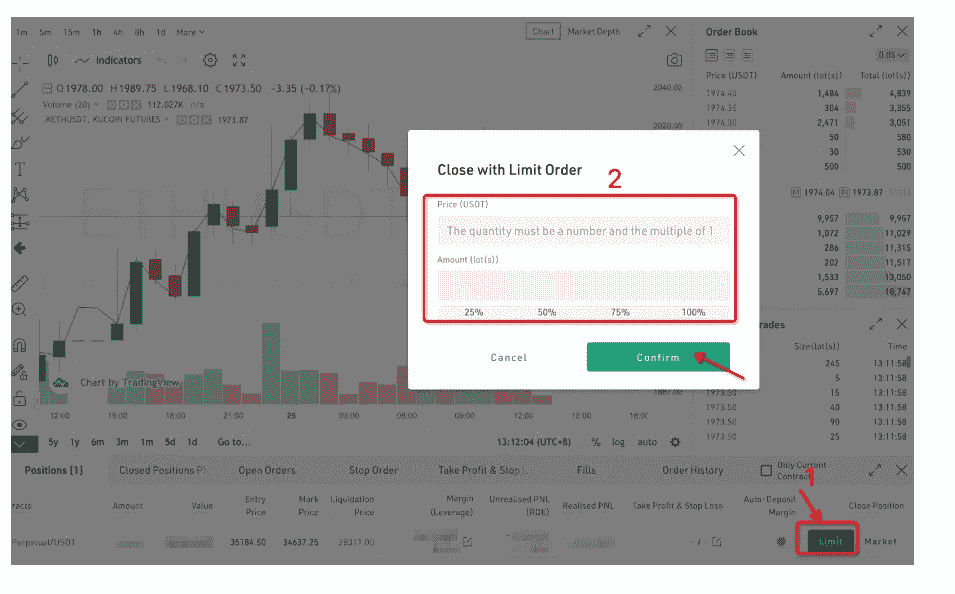 1m 5m 15m 1h 4h 8h 1d More
Chart Market Depth
Order Book
Indicators
0.05
Price (USDT) Amount (lot(s)) Total (lot(s))
O1978.00 H1989.75 L1968.10 C1973.50 -3.35 (-0.17%)
Volume (20) 112.027K n/a
.KETHUSDT, KUCOIN FUTURES 1973.87
2040.00
2020.00
1974.40 1,484 4,839
1974.35 304 3,355
1974.30 2,471 3,051
50 580
30 530
500 500
M 1974.04 1973.87
9,957 9,957
1,072 11,029
286 11,315
202 11,517
1,533 13,050
5,697 18,747
Close with Limit Order
2
Price (USDT)
The quantity must be a number and the multiple of 1
Amount (lot(s))
25% 50% 75% 100%
Cancel Confirm
rades
Size(lot(s)) Time
245 13:11:58
5 13:11:58
1973.50 15 13:11:58
1973.50 40 13:11:58
1973.50 90 13:11:58
1973.50 25 13:11:58
Chart by TradingView
12:00 15:00 18:00 21:00 25 03:00 06:00 09:00 12:00 15:00
5y 1y 6m 3m 1m 5d 1d Go to... 13:12:04 (UTC+8) % log auto
Positions (1) Closed Positions P Open Orders Stop Order Take Profit & Stop Fills Order History Only Current Contract
1
racts Amount Value Entry Price Mark Price Liquidation Price Margin (Leverage) Unrealised PNL (ROE) Realised PNL Take Profit & Stop Loss Auto-Deposit Margin Close Position
Perpetual/USDT 35184.50 34637.25 28311.00 - / - Limit Market